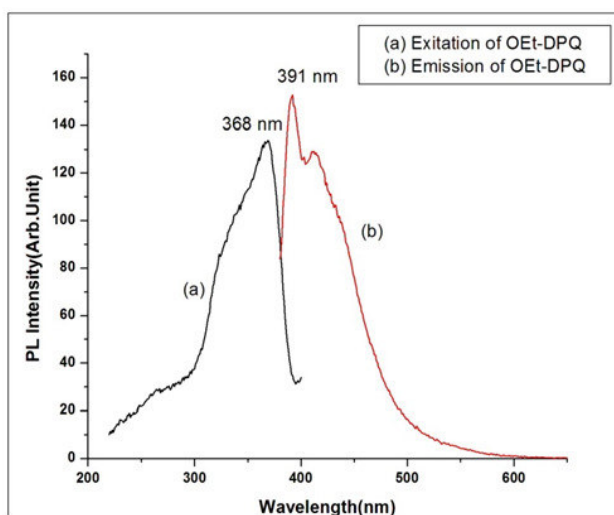 (a) Exitation of OEt-DPQ
(b) Emission of OEt-DPQ
391 nm
368 nm
(a)
(b)
PL Intensity(Arb.Unit)
160
140
120
100
80
60
40
20
0
200
300
400
500
600
Wavelength(nm)